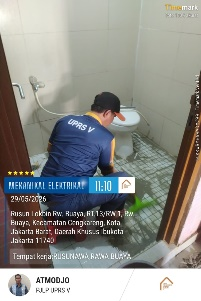 Timemark
UPRS V
MEKANIKAL ELEKTRIKAL
11:10
29/05/2026
Rusun Lokbin Rw. Buaya, RT.13/RW.1, Rw.
Buaya, Kecamatan Cengkareng, Kota
Jakarta Barat, Daerah Khusus Ibukota
Jakarta 11740
Tempat kerja:RUSUNAWA RAWA BUAYA
ATMODJO
PJLP UPRS V